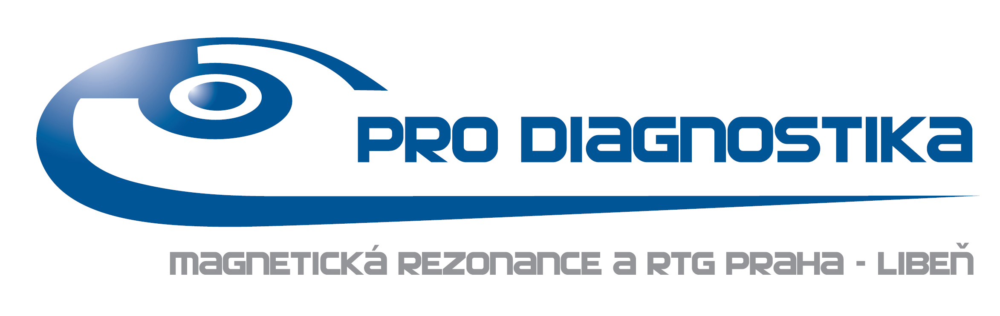 PRO DIAGNOSTIKA
MAGNETICKÁ REZONANCE A RTG PRAHA - LIBEŇ